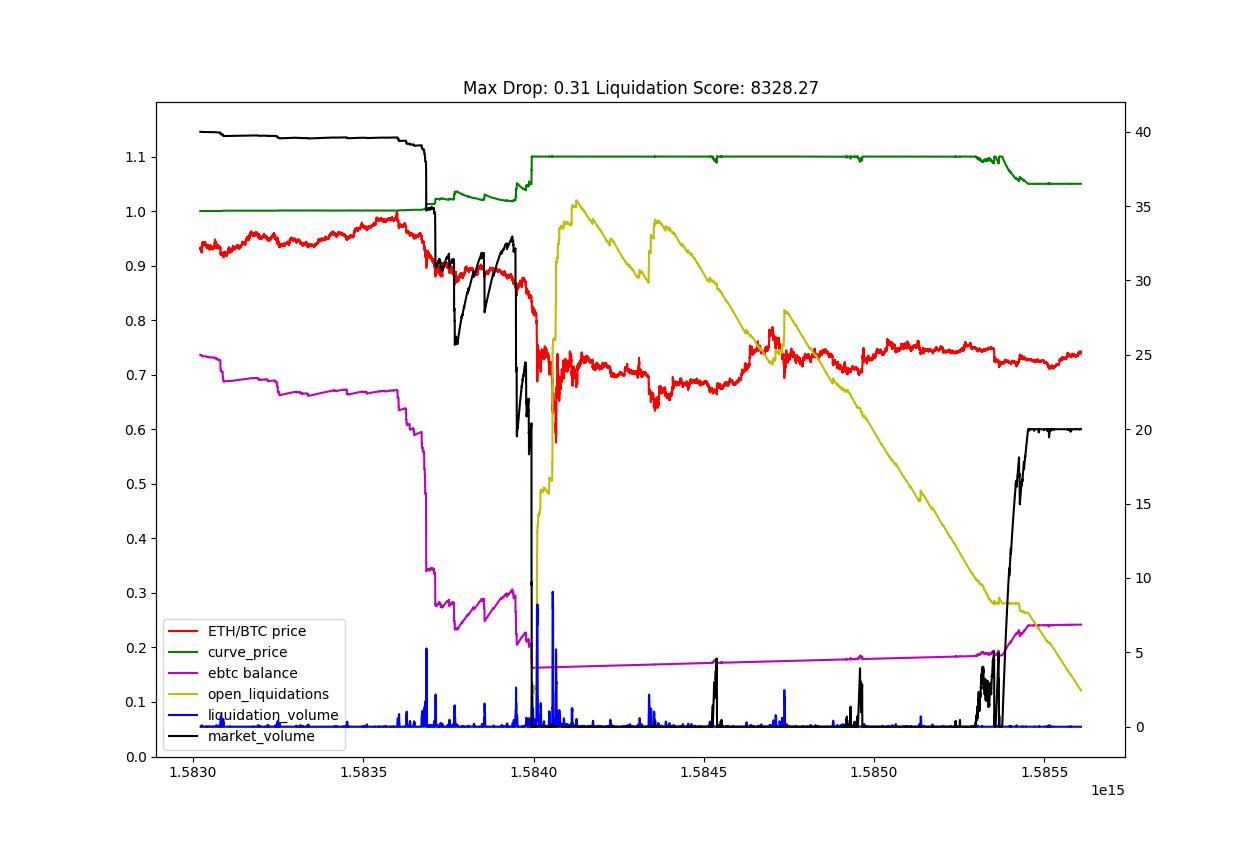 Max Drop: 0.31 Liquidation Score: 8328.27
1.1
1.0
0.9
0.8
0.7
0.6
0.5
0.4
0.3
0.2
0.1
0.0
40
35
30
25
20
15
10
5
0
ETH/BTC price
curve_price
ebtc balance
open_liquidations
liquidation_volume
market_volume
1.5830 1.5835 1.5840 1.5845 1.5850 1.5855
1e15